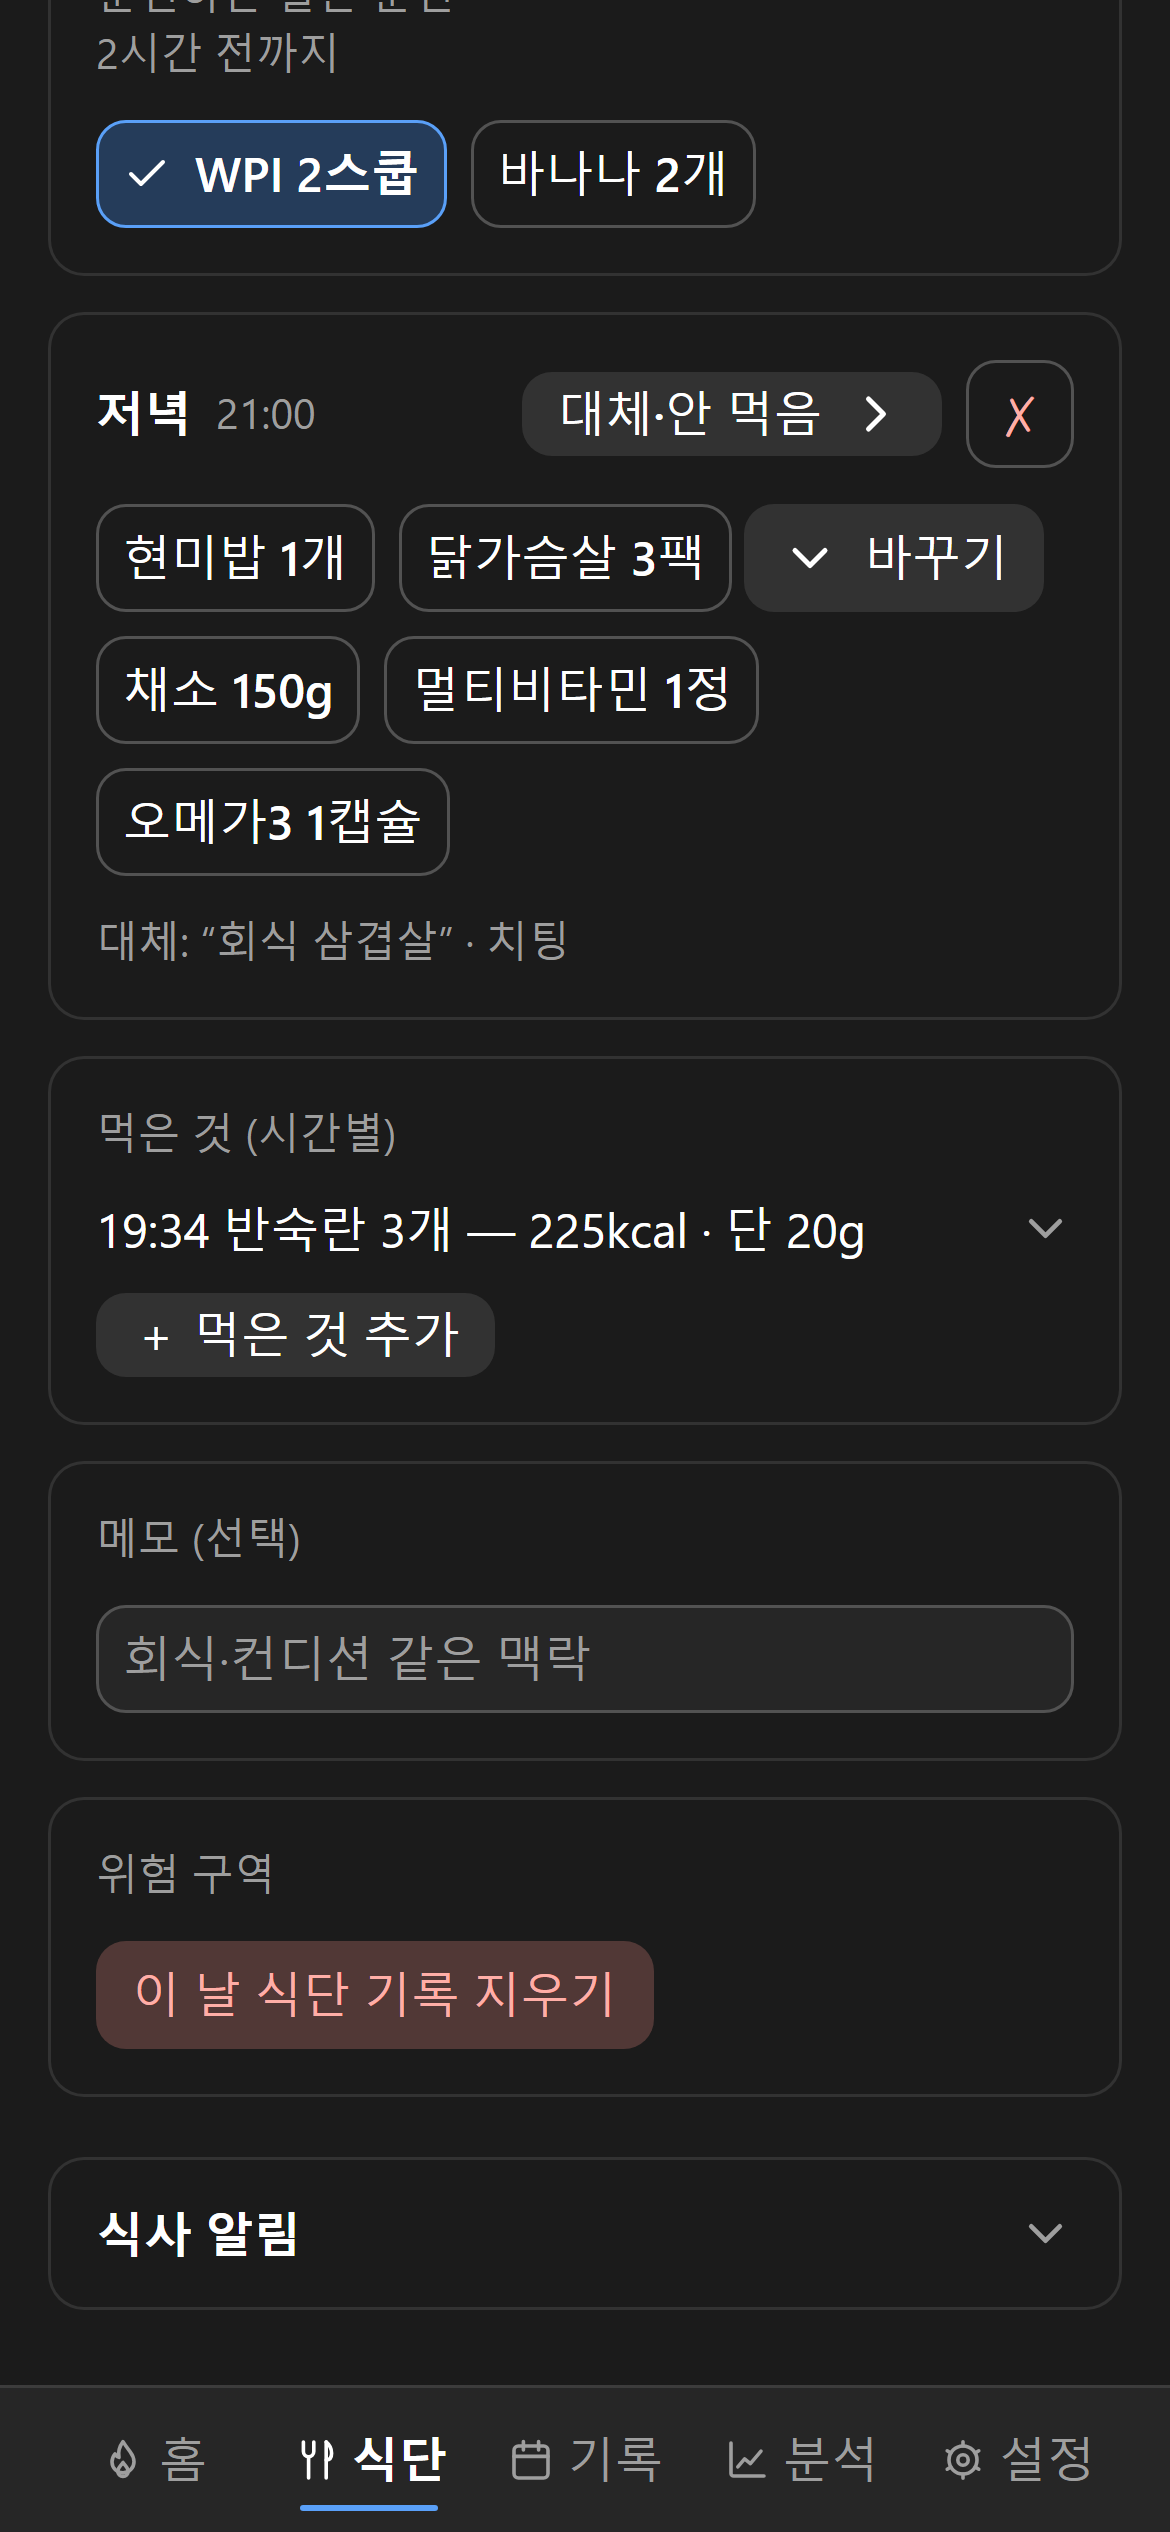 2시간 전까지
WPI 2스쿱
바나나 2개
저녁 21:00
대체·안 먹음
현미밥 1개
닭가슴살 3팩
바꾸기
채소 150g
멀티비타민 1정
오메가3 1캡슐
대체: “회식 삼겹살” · 치팅
먹은 것 (시간별)
19:34 반숙란 3개 — 225kcal · 단 20g
+ 먹은 것 추가
메모 (선택)
회식·컨디션 같은 맥락
위험 구역
이 날 식단 기록 지우기
식사 알림
홈
식단
기록
분석
설정